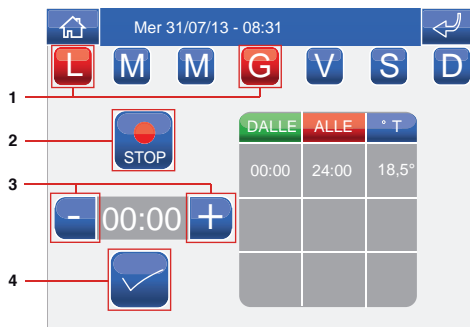 Mer 31/07/13 - 08:31
L M M G V S D
1
2
STOP
DALLE ALLE ° T
00:00 24:00 18,5°
3
- 00:00 +
4